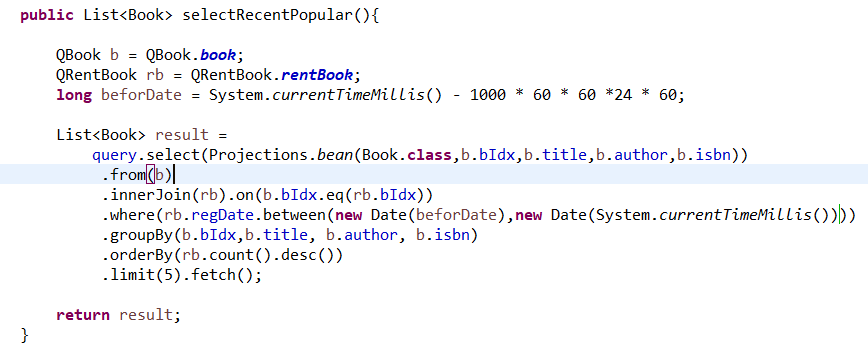 public List<Book> selectRecentPopular(){
QBook b = QBook.book;
QRentBook rb = QRentBook.rentBook;
long beforDate = System.currentTimeMillis() - 1000 * 60 * 60 *24 * 60;
List<Book> result =
query.select(Projections.bean(Book.class,b.bIdx,b.title,b.author,b.isbn))
.from(b)
.innerJoin(rb).on(b.bIdx.eq(rb.bIdx))
.where(rb.regDate.between(new Date(beforDate),new Date(System.currentTimeMillis())))
.groupBy(b.bIdx,b.title, b.author, b.isbn)
.orderBy(rb.count().desc())
.limit(5).fetch();
return result;
}